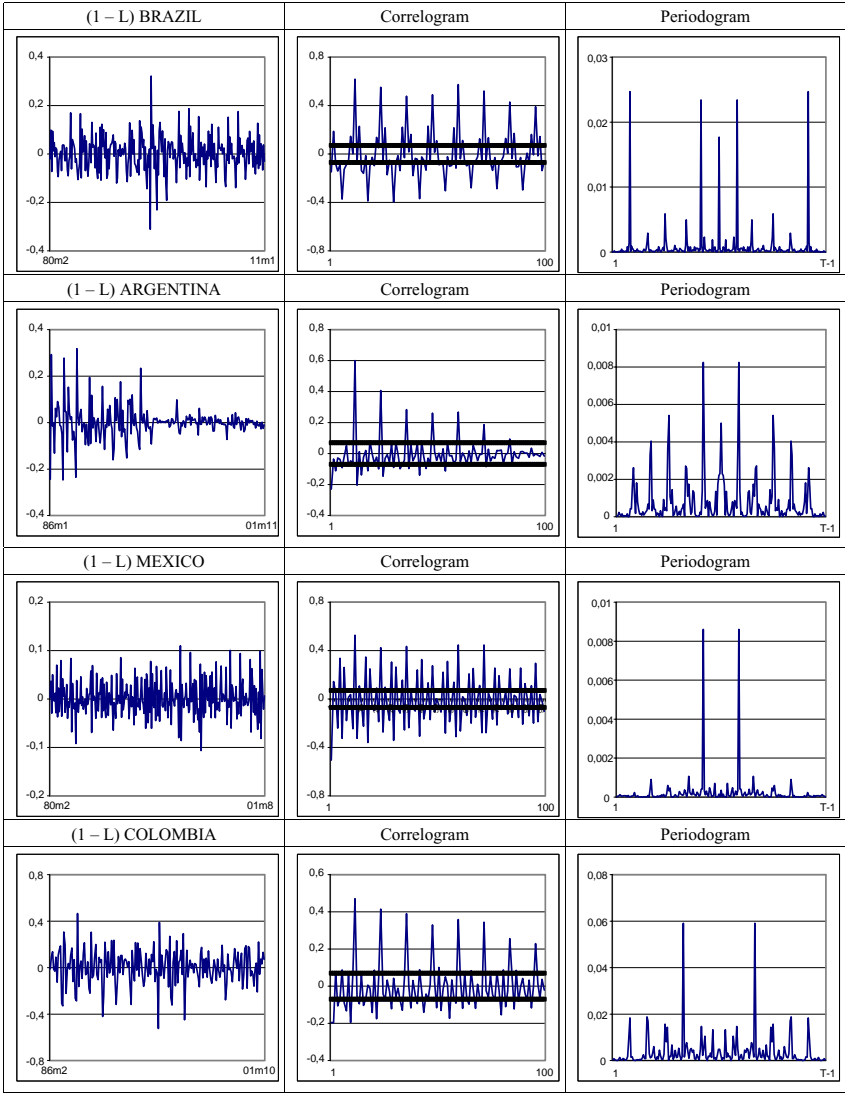 (1 – L) BRAZIL Correlogram Periodogram
0,4 0,8 0,03
0,2 0,4 0,02
0 0 0,01
-0,2 -0,4 0
-0,4 -0,8
80m2 11m1 1 100 1 T-1
(1 – L) ARGENTINA Correlogram Periodogram
0,4 0,8 0,01
0,2 0,6 0,008
0 0,4 0,006
-0,2 0,2 0,004
-0,4 0 0,002
-0,2 0
-0,4
86m1 01m11 1 100 1 T-1
(1 – L) MEXICO Correlogram Periodogram
0,2 0,8 0,01
0,1 0,4 0,008
0 0 0,006
-0,1 -0,4 0,004
-0,2 -0,8 0,002
0
80m2 01m8 1 100 1 T-1
(1 – L) COLOMBIA Correlogram Periodogram
0,8 0,6 0,08
0,4 0,4 0,06
0 0,2 0,04
-0,4 0 0,02
-0,8 -0,2 0
-0,4
86m2 01m10 1 100 1 T-1